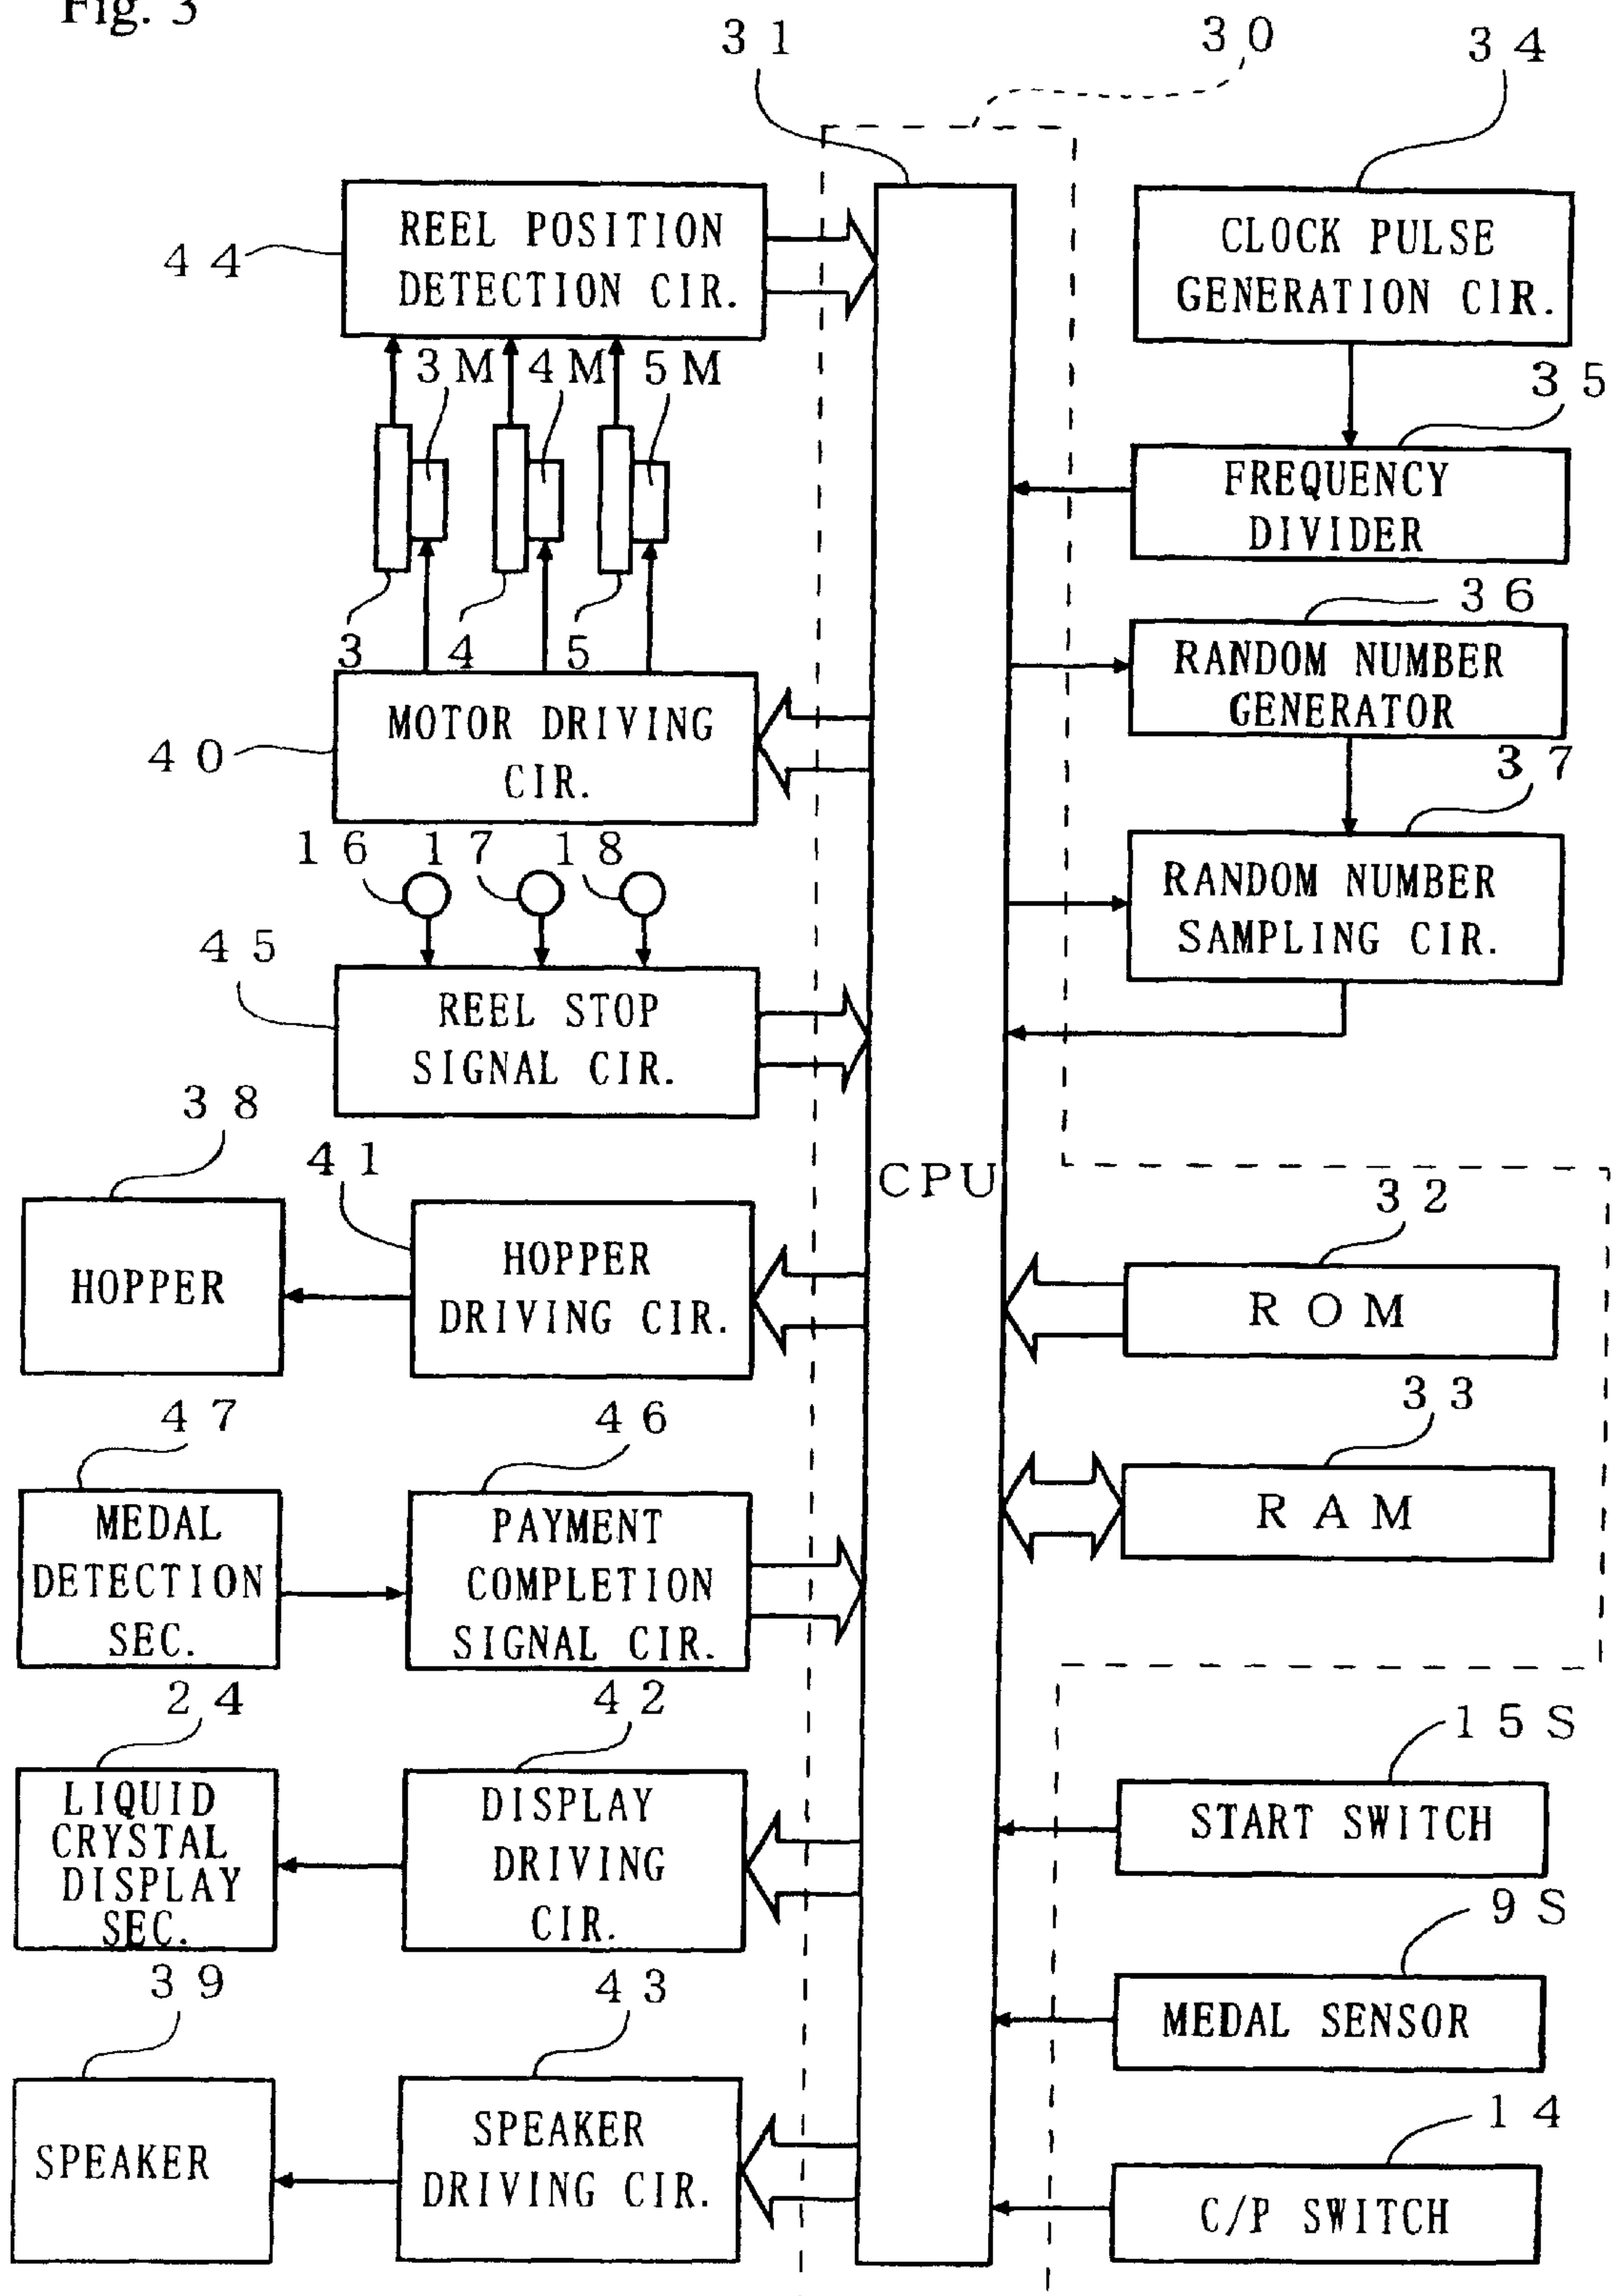 Fig. 3
31
30
34
REEL POSITION
DETECTION CIR.
44
CLOCK PULSE
GENERATION CIR.
3M
4M
5M
35
FREQUENCY
DIVIDER
3
4
5
36
RANDOM NUMBER
GENERATOR
MOTOR DRIVING
CIR.
40
37
16
17
18
RANDOM NUMBER
SAMPLING CIR.
45
REEL STOP
SIGNAL CIR.
38
41
CPU
32
HOPPER
HOPPER
DRIVING CIR.
ROM
47
46
33
MEDAL
DETECTION
SEC.
PAYMENT
COMPLETION
SIGNAL CIR.
RAM
24
42
15S
LIQUID
CRYSTAL
DISPLAY
SEC.
DISPLAY
DRIVING
CIR.
START SWITCH
39
43
9S
MEDAL SENSOR
SPEAKER
SPEAKER
DRIVING CIR.
14
C/P SWITCH